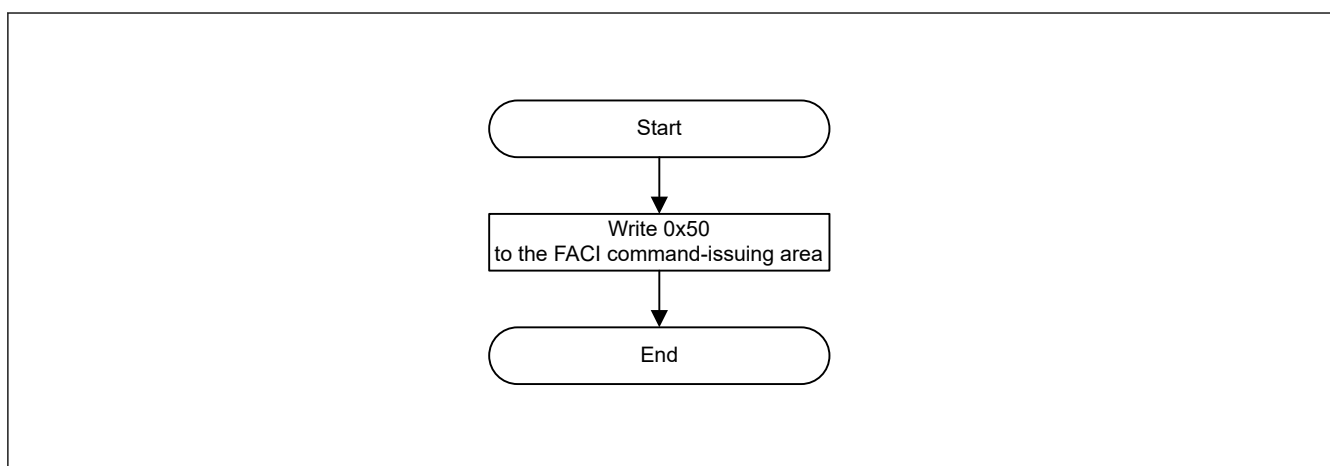 Start
Write 0x50
to the FACI command-issuing area
End